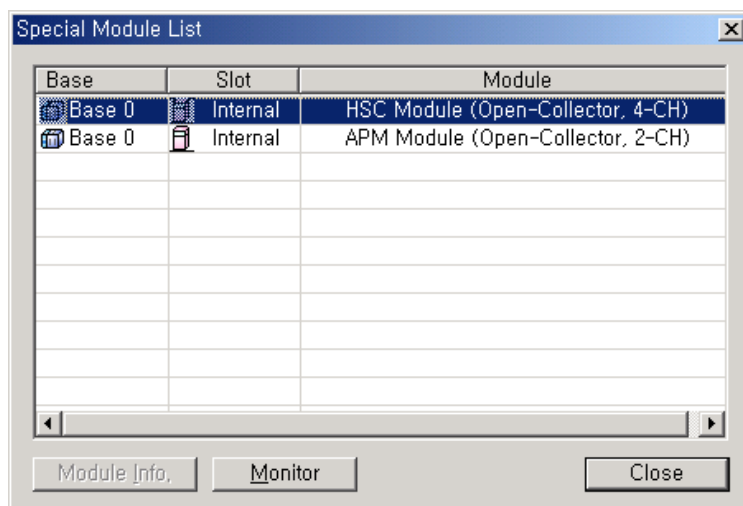 Special Module List
Base Slot Module
Base 0 Internal HSC Module (Open-Collector, 4-CH)
Base 0 Internal APM Module (Open-Collector, 2-CH)
Module Info, Monitor Close